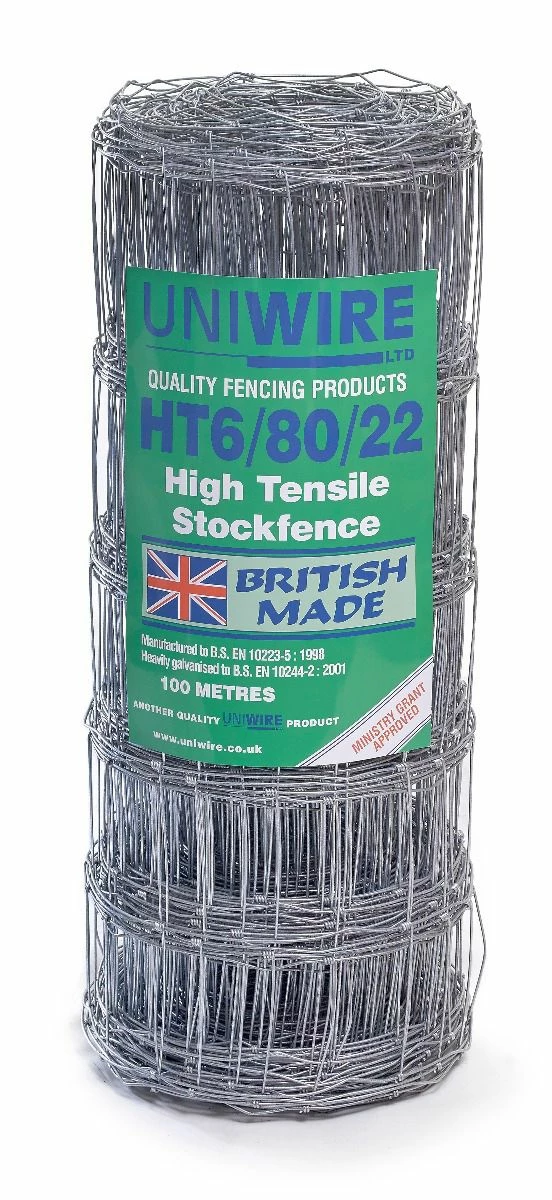 UNIWIRE
LTD
QUALITY FENCING PRODUCTS
HT6/80/22
High Tensile
Stockfence
BRITISH
MADE
Manufactured to B.S. EN 10223-5 : 1998
Heavily galvanised to B.S. EN 10244-2 : 2001
100 METRES
ANOTHER QUALITY UNIWIRE PRODUCT
www.uniwire.co.uk
MINISTRY GRANT
APPROVED